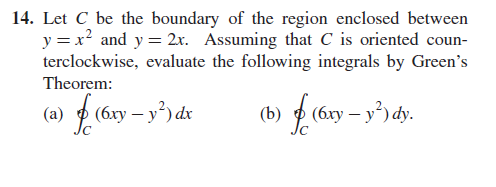 14. Let C be the boundary of the region enclosed between
y = x² and y = 2x. Assuming that C is oriented coun-
terclockwise, evaluate the following integrals by Green's
Theorem:
(a) ∮_C (6xy – y²) dx (b) ∮_C (6xy – y²) dy.